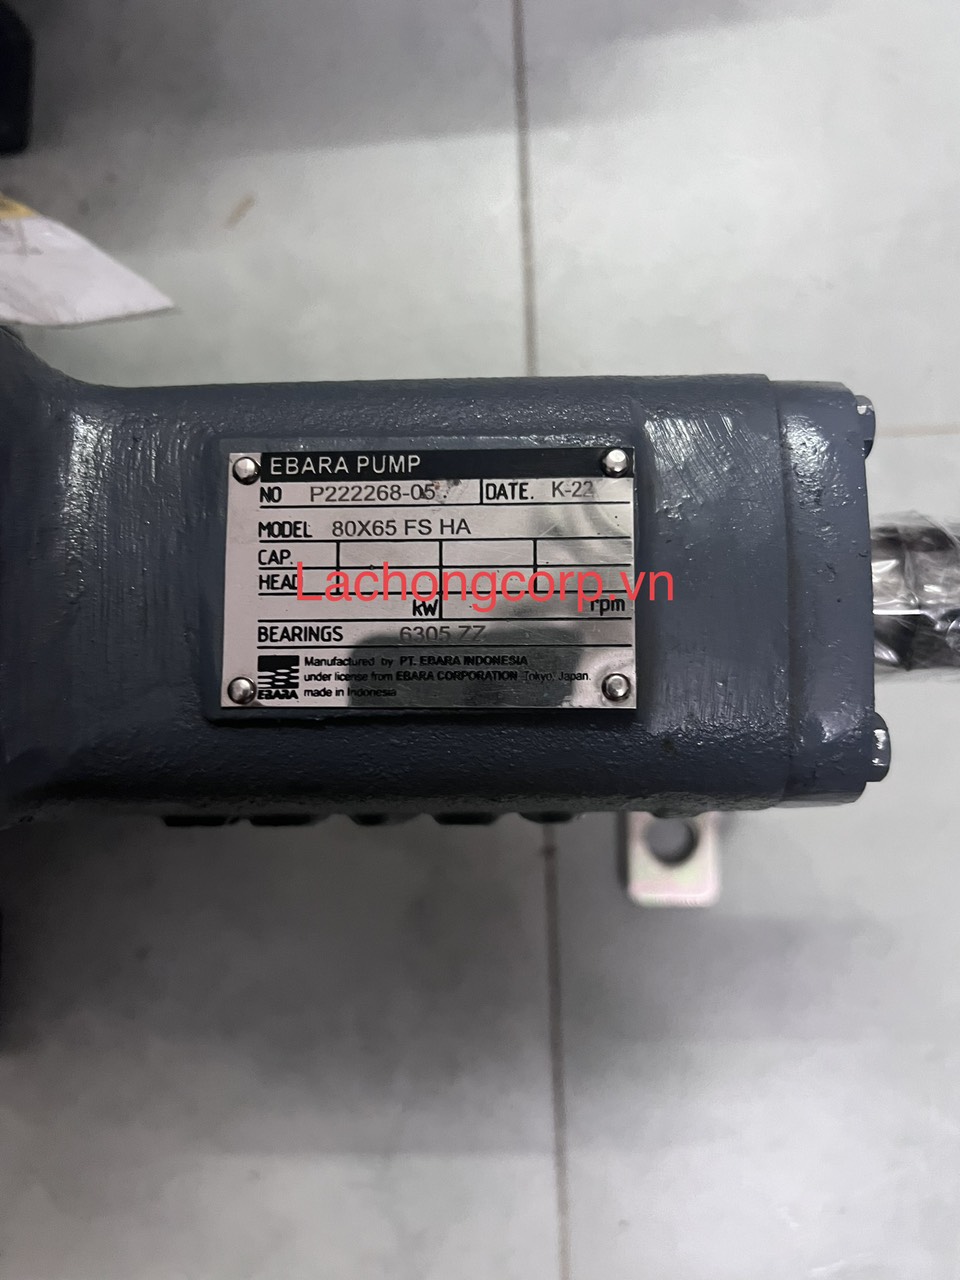 EBARA PUMP
NO P222268-05 DATE. K-22
MODEL 80X65 FS HA
CAP.
HEAD
Lachongcorp.vn
kW rpm
BEARINGS 6305 ZZ
Manufactured by PT. EBARA INDONESIA
under license from EBARA CORPORATION Tokyo, Japan.
EBARA made in Indonesia